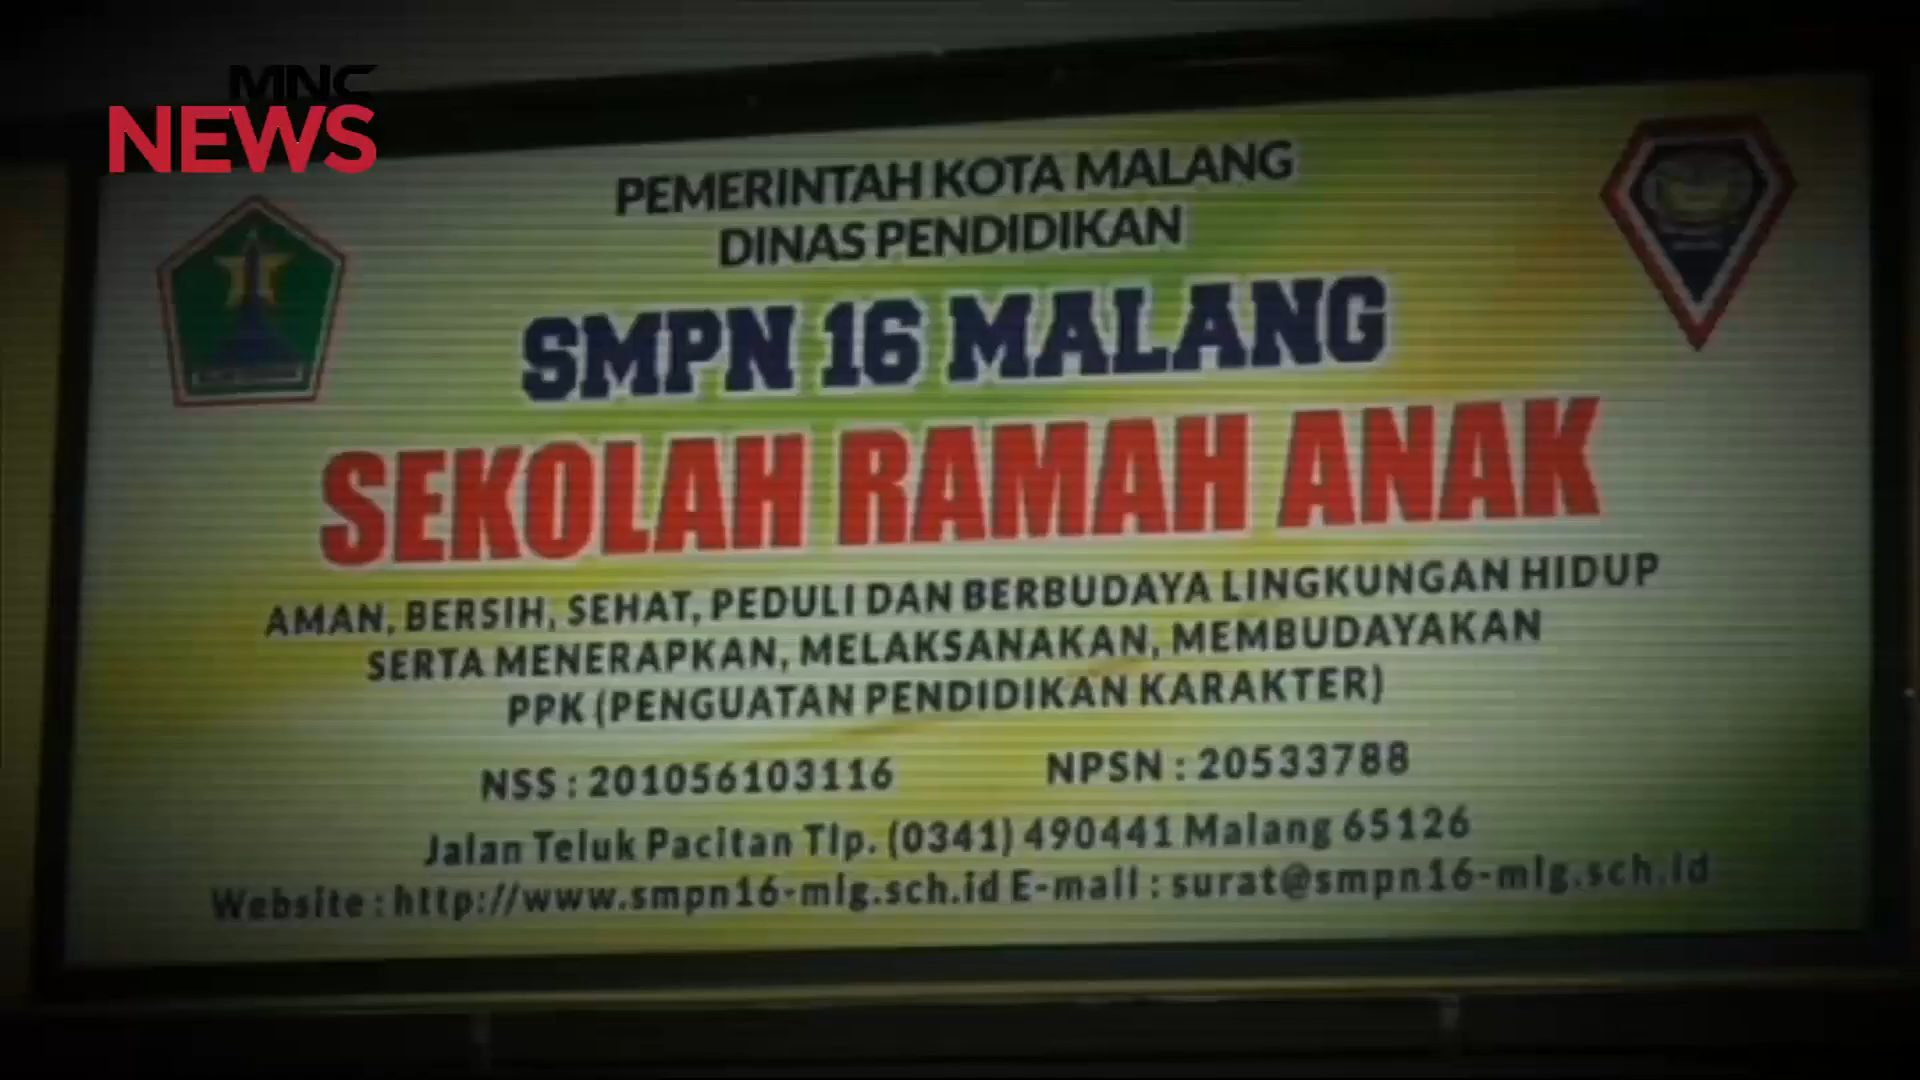 MNC
NEWS
PEMERINTAH KOTA MALANG
DINAS PENDIDIKAN
SMPN 16 MALANG
SEKOLAH RAMAH ANAK
AMAN, BERSIH, SEHAT, PEDULI DAN BERBUDAYA LINGKUNGAN HIDUP
SERTA MENERAPKAN, MELAKSANAKAN, MEMBUDAYAKAN
PPK (PENGUATAN PENDIDIKAN KARAKTER)
NSS : 201056103116 NPSN : 20533788
Jalan Teluk Pacitan Tlp. (0341) 490441 Malang 65126
Website : http://www.smpn16-mlg.sch.id E-mail : surat@smpn16-mlg.sch.id